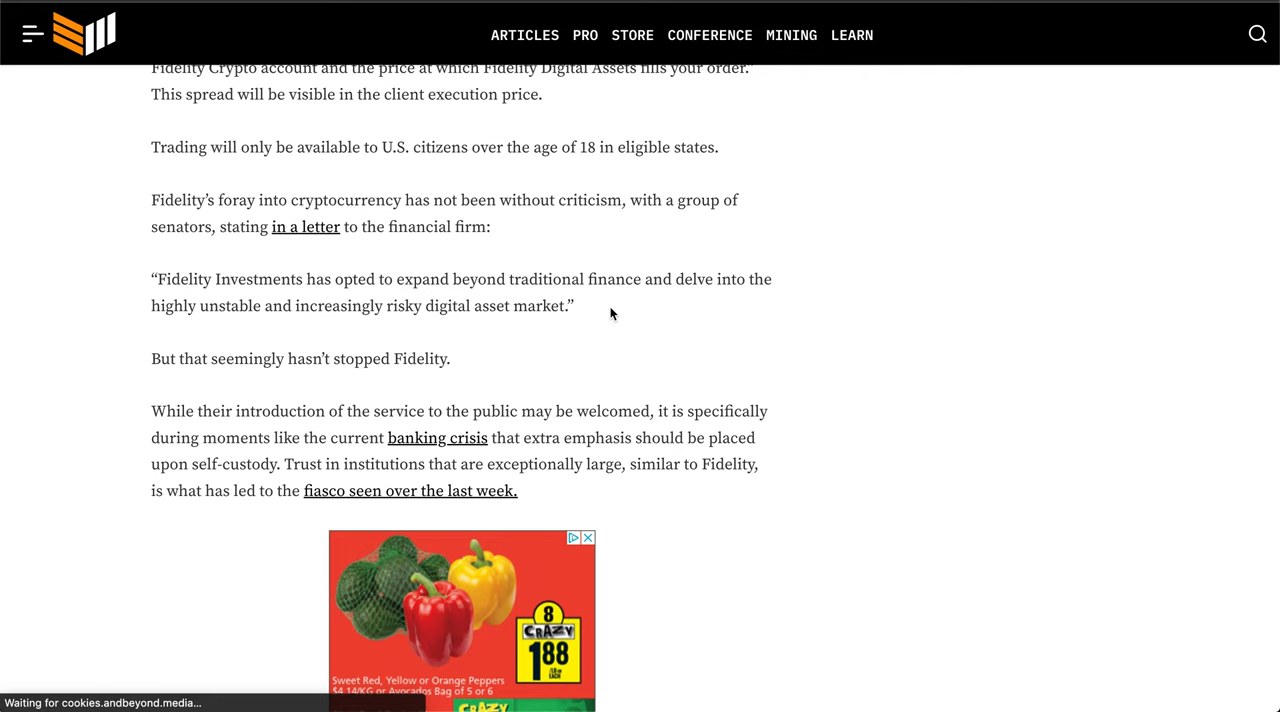 ARTICLES PRO STORE CONFERENCE MINING LEARN
Fidelity Crypto account and the price at which Fidelity Digital Assets fills your order.”
This spread will be visible in the client execution price.
Trading will only be available to U.S. citizens over the age of 18 in eligible states.
Fidelity’s foray into cryptocurrency has not been without criticism, with a group of
senators, stating in a letter to the financial firm:
“Fidelity Investments has opted to expand beyond traditional finance and delve into the
highly unstable and increasingly risky digital asset market.”
But that seemingly hasn’t stopped Fidelity.
While their introduction of the service to the public may be welcomed, it is specifically
during moments like the current banking crisis that extra emphasis should be placed
upon self-custody. Trust in institutions that are exceptionally large, similar to Fidelity,
is what has led to the fiasco seen over the last week.
8
CRAZY
1.88
/LB or
EACH
Sweet Red, Yellow or Orange Peppers
$4.14/KG or Avocados Bag of 5 or 6
CRAZY
Waiting for cookies.andbeyond.media...